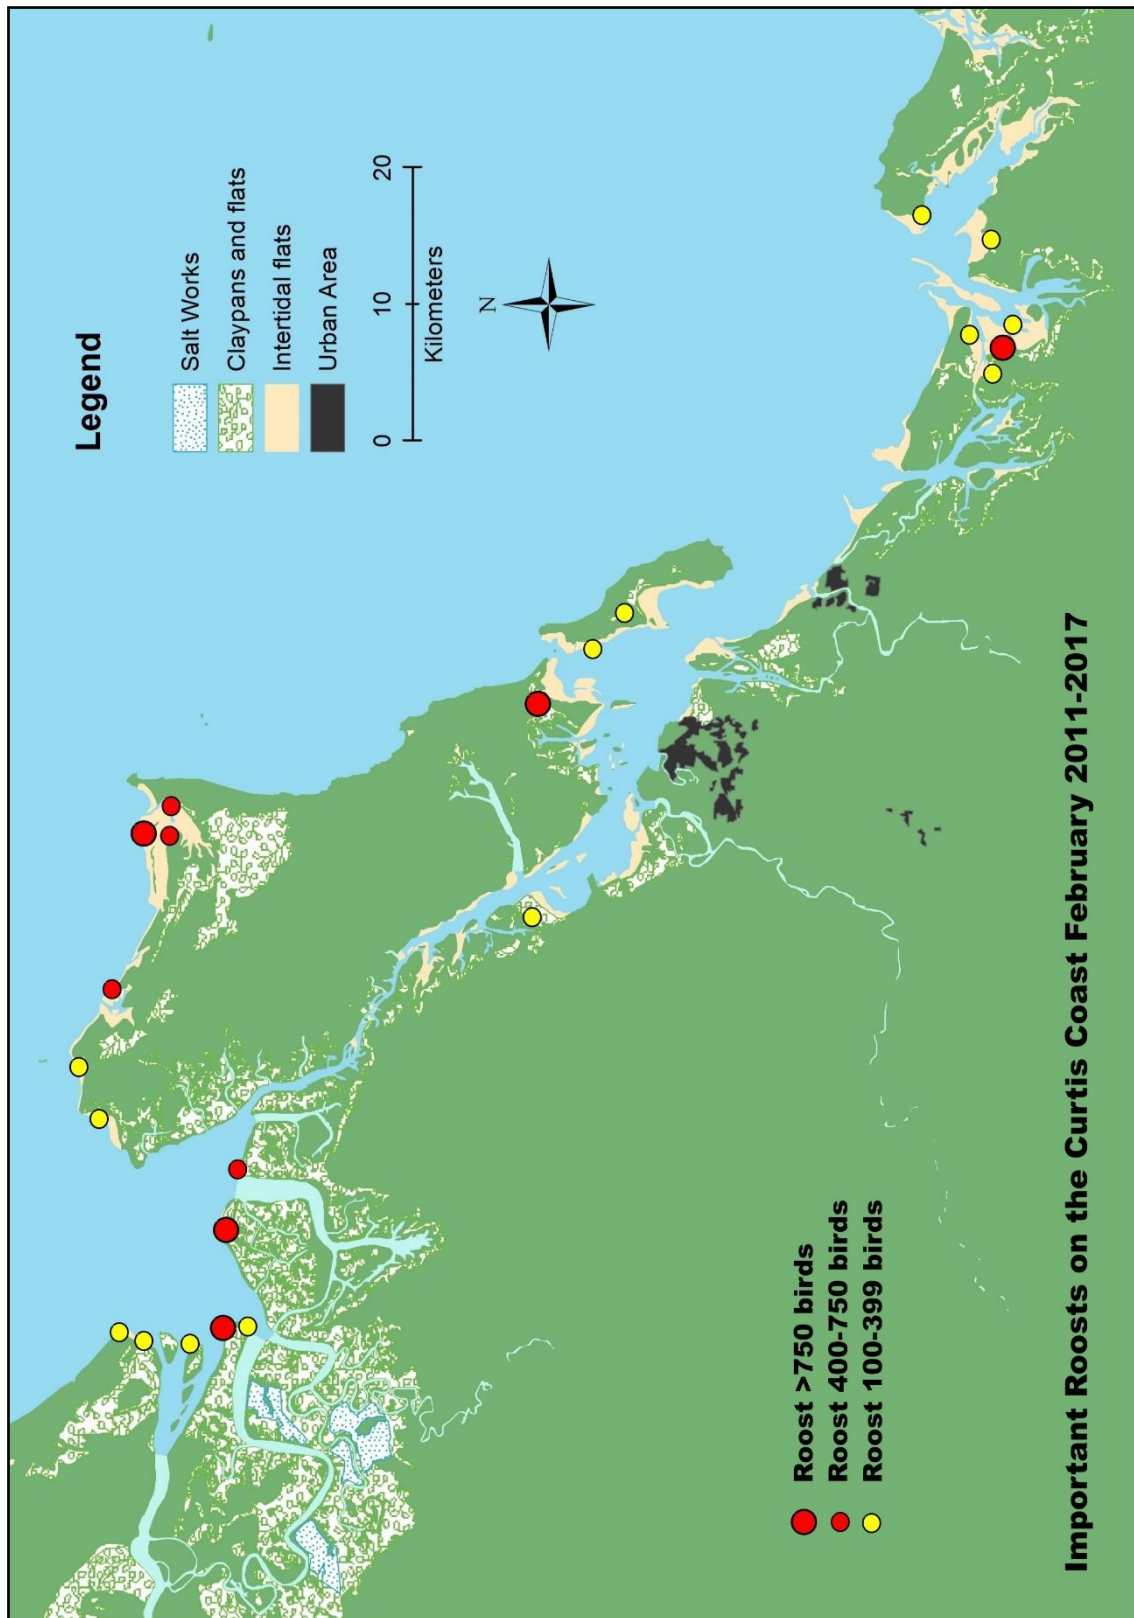 Legend
Salt Works
Claypans and flats
Intertidal flats
Urban Area
0 10 20
Kilometers
N
Roost >750 birds
Roost 400-750 birds
Roost 100-399 birds
Important Roosts on the Curtis Coast February 2011-2017